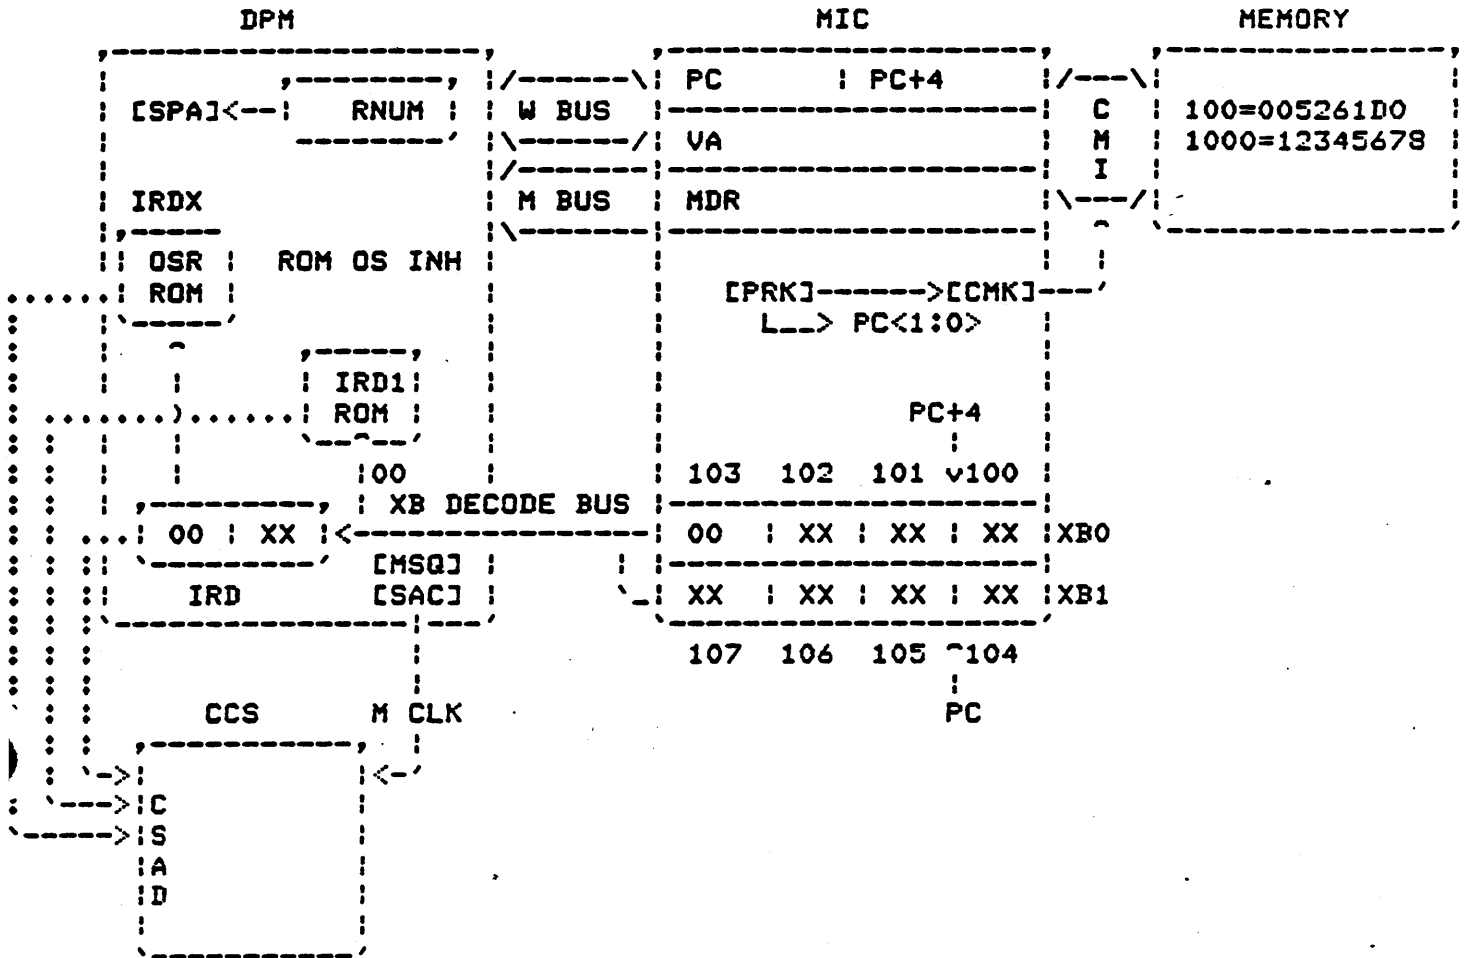 DPM MIC MEMORY
PC PC+4
[SPA]<-- RNUM W BUS C 100=005261D0
VA M 1000=12345678
I
IRDX M BUS MDR
OSR ROM OS INH
ROM [PRK]------>[CMK]
L__> PC<1:0>
IRD1
ROM PC+4
00 103 102 101 v100
XB DECODE BUS
00 XX 00 XX XX XX XB0
[MSQ]
IRD [SAC] XX XX XX XX XB1
107 106 105 ^104
CCS M CLK PC
C
S
A
D